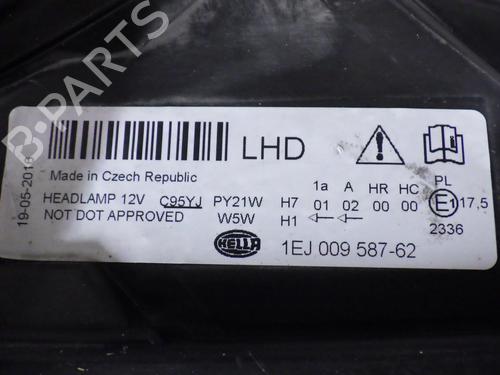 19-05-2016
LHD
Made in Czech Republic
HEADLAMP 12V C95YJ PY21W H7 01 02 00 00
1a A HR HC PL
NOT DOT APPROVED W5W H1 E1 17,5
2336
HELLA 1EJ 009 587-62
B-PARTS